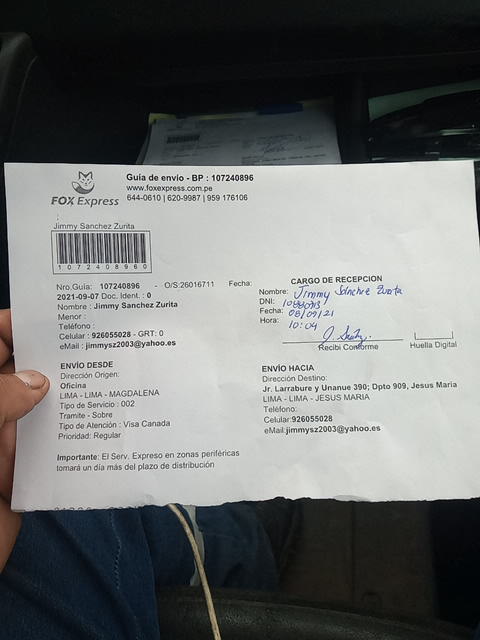 FOX Express
Guía de envio - BP : 107240896
www.foxexpress.com.pe
644-0610 | 620-9987 | 959 176106
Jimmy Sanchez Zurita
Nro.Guia: 107240896 - O/S:26016711 Fecha:
2021-09-07 Doc. Ident. : 0
Nombre : Jimmy Sanchez Zurita
Menor :
Teléfono :
Celular : 926055028 - GRT: 0
eMail : jimmysz2003@yahoo.es
CARGO DE RECEPCION
Nombre: Jimmy Sánchez Zurita
DNI:
Fecha: 08/09/21
Hora: 10:04
Recibi Conforme
Huella Digital
ENVÍO DESDE
Dirección Origen:
Oficina
LIMA - LIMA - MAGDALENA
Tipo de Servicio : 002
Tramite - Sobre
Tipo de Atención : Visa Canada
Prioridad: Regular
ENVÍO HACIA
Dirección Destino:
Jr. Larrabure y Unanue 390; Dpto 909, Jesus Maria
LIMA - LIMA - JESUS MARIA
Teléfono:
Celular:926055028
eMail:jimmysz2003@yahoo.es
Importante: El Serv. Expreso en zonas periféricas
tomará un día más del plazo de distribución